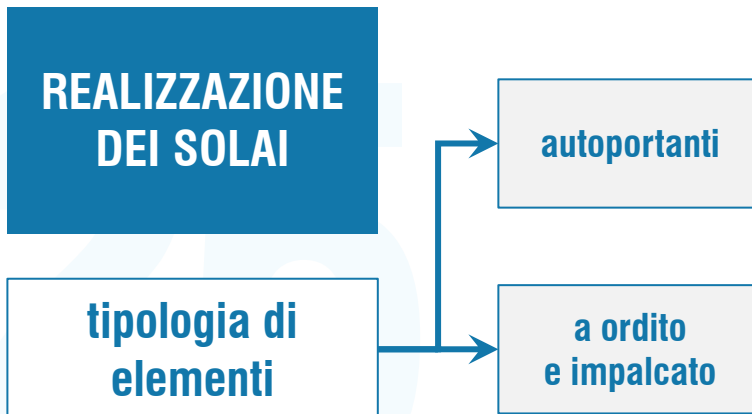 REALIZZAZIONE
DEI SOLAI
autoportanti
tipologia di
elementi
a ordito
e impalcato